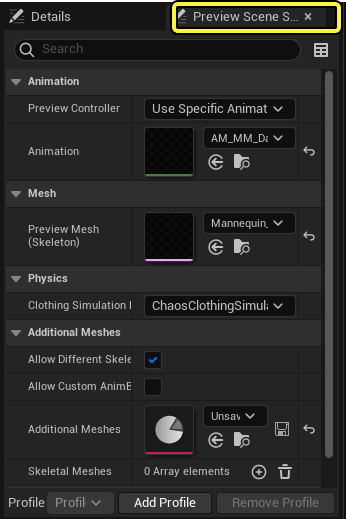 Details
Preview Scene S...
Search
Animation
Preview Controller
Use Specific Animat
Animation
AM_MM_Da
Mesh
Preview Mesh
(Skeleton)
Mannequin_
Physics
Clothing Simulation
ChaosClothingSimula
Additional Meshes
Allow Different Skele
Allow Custom AnimB
Additional Meshes
Unsav
Skeletal Meshes
0 Array elements
Profile
Profil
Add Profile
Remove Profile